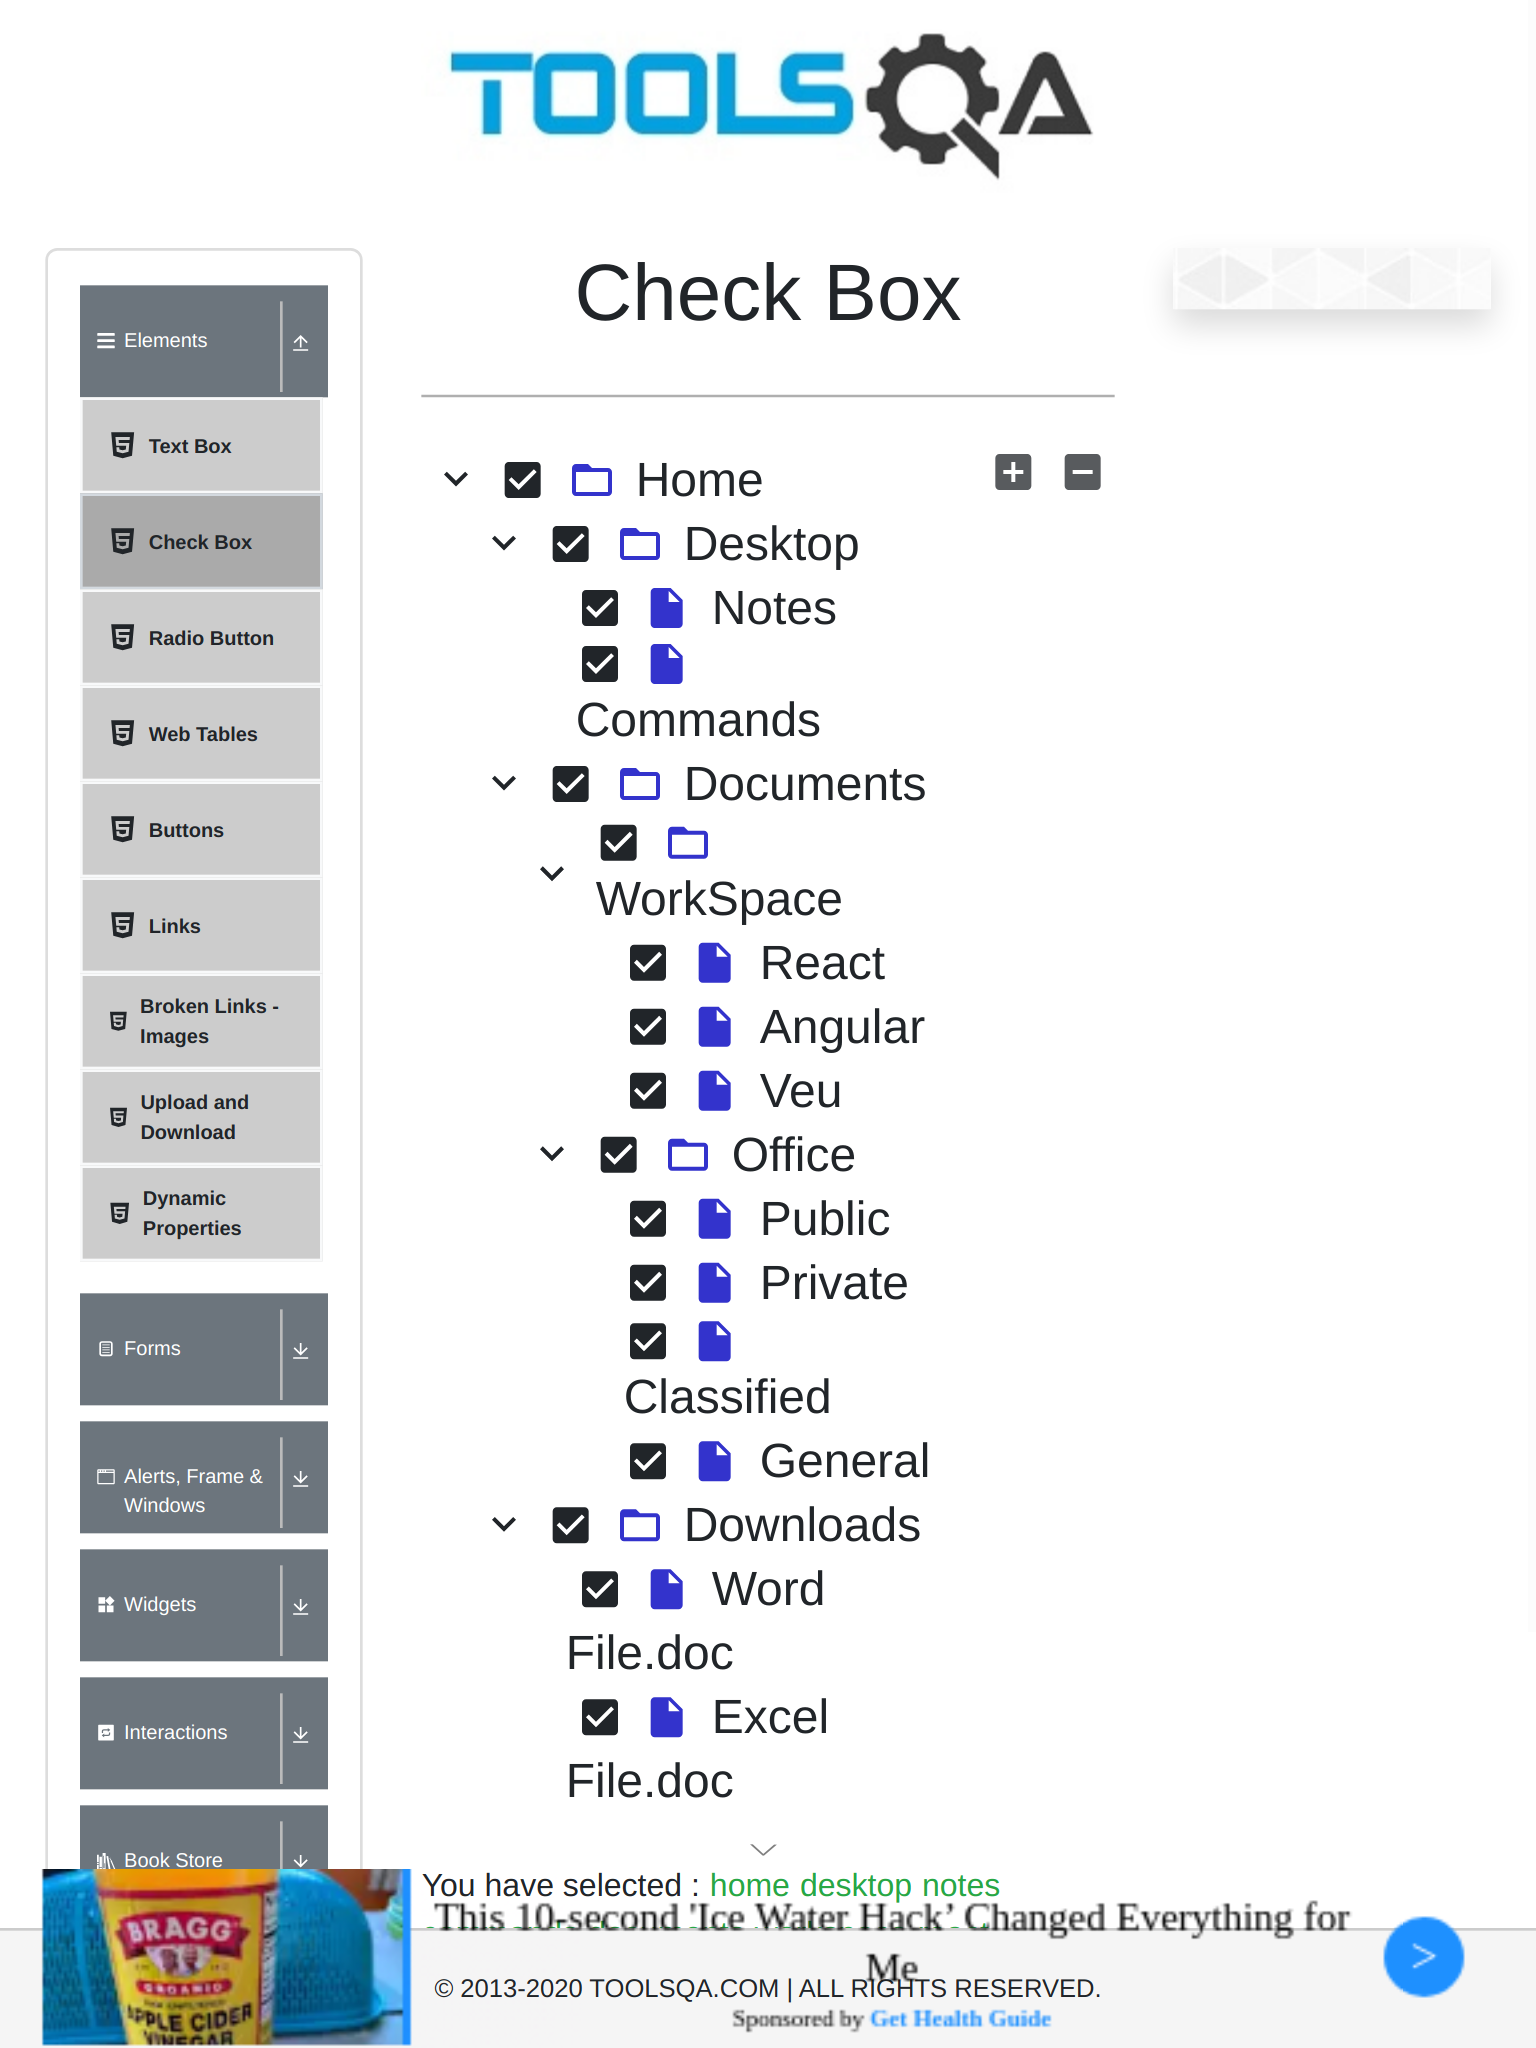 TOOLSQA
Check Box
Elements
Text Box
Check Box
Radio Button
Web Tables
Buttons
Links
Broken Links -
Images
Upload and
Download
Dynamic
Properties
Forms
Alerts, Frame &
Windows
Widgets
Interactions
Book Store
Home
Desktop
Notes
Commands
Documents
WorkSpace
React
Angular
Veu
Office
Public
Private
Classified
General
Downloads
Word
File.doc
Excel
File.doc
You have selected : home desktop notes
This 10-second 'Ice Water Hack’ Changed Everything for
Me
© 2013-2020 TOOLSQA.COM | ALL RIGHTS RESERVED.
Sponsored by Get Health Guide
BRAGG
ORGANIC
APPLE CIDER
VINEGAR